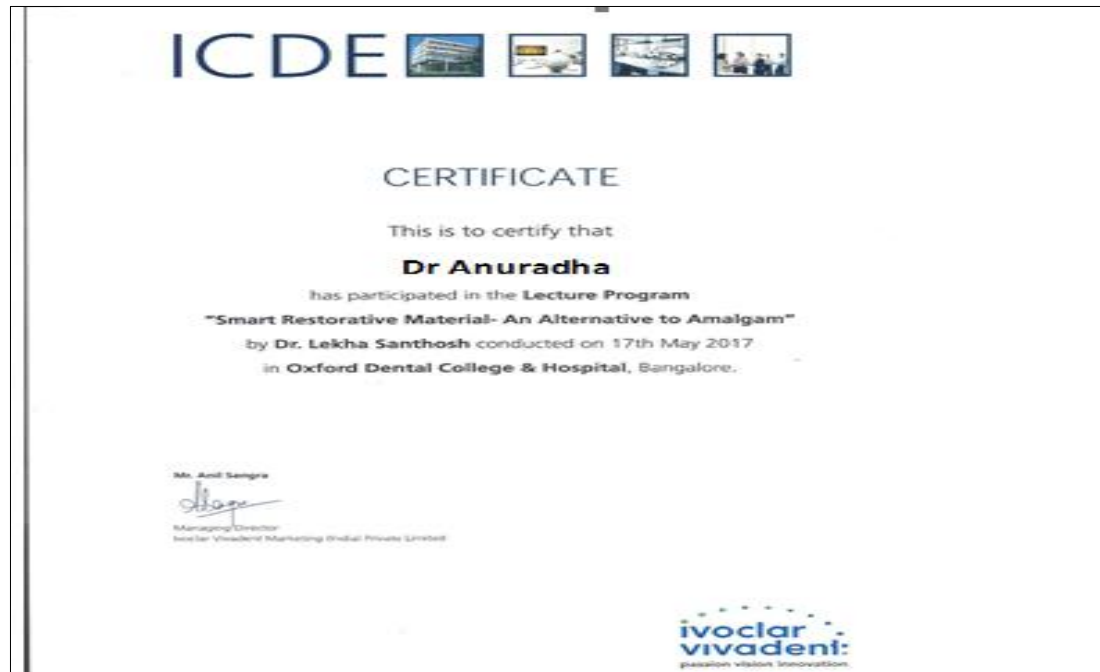 ICDE
CERTIFICATE
This is to certify that
Dr Anuradha
has participated in the Lecture Program
"Smart Restorative Material- An Alternative to Amalgam"
by Dr. Lekha Santhosh conducted on 17th May 2017
in Oxford Dental College & Hospital, Bangalore.
Mr. Anil Sangra
Managing Director
Ivoclar Vivadent Marketing (India) Private Limited
ivoclar
vivadent:
passion vision innovation